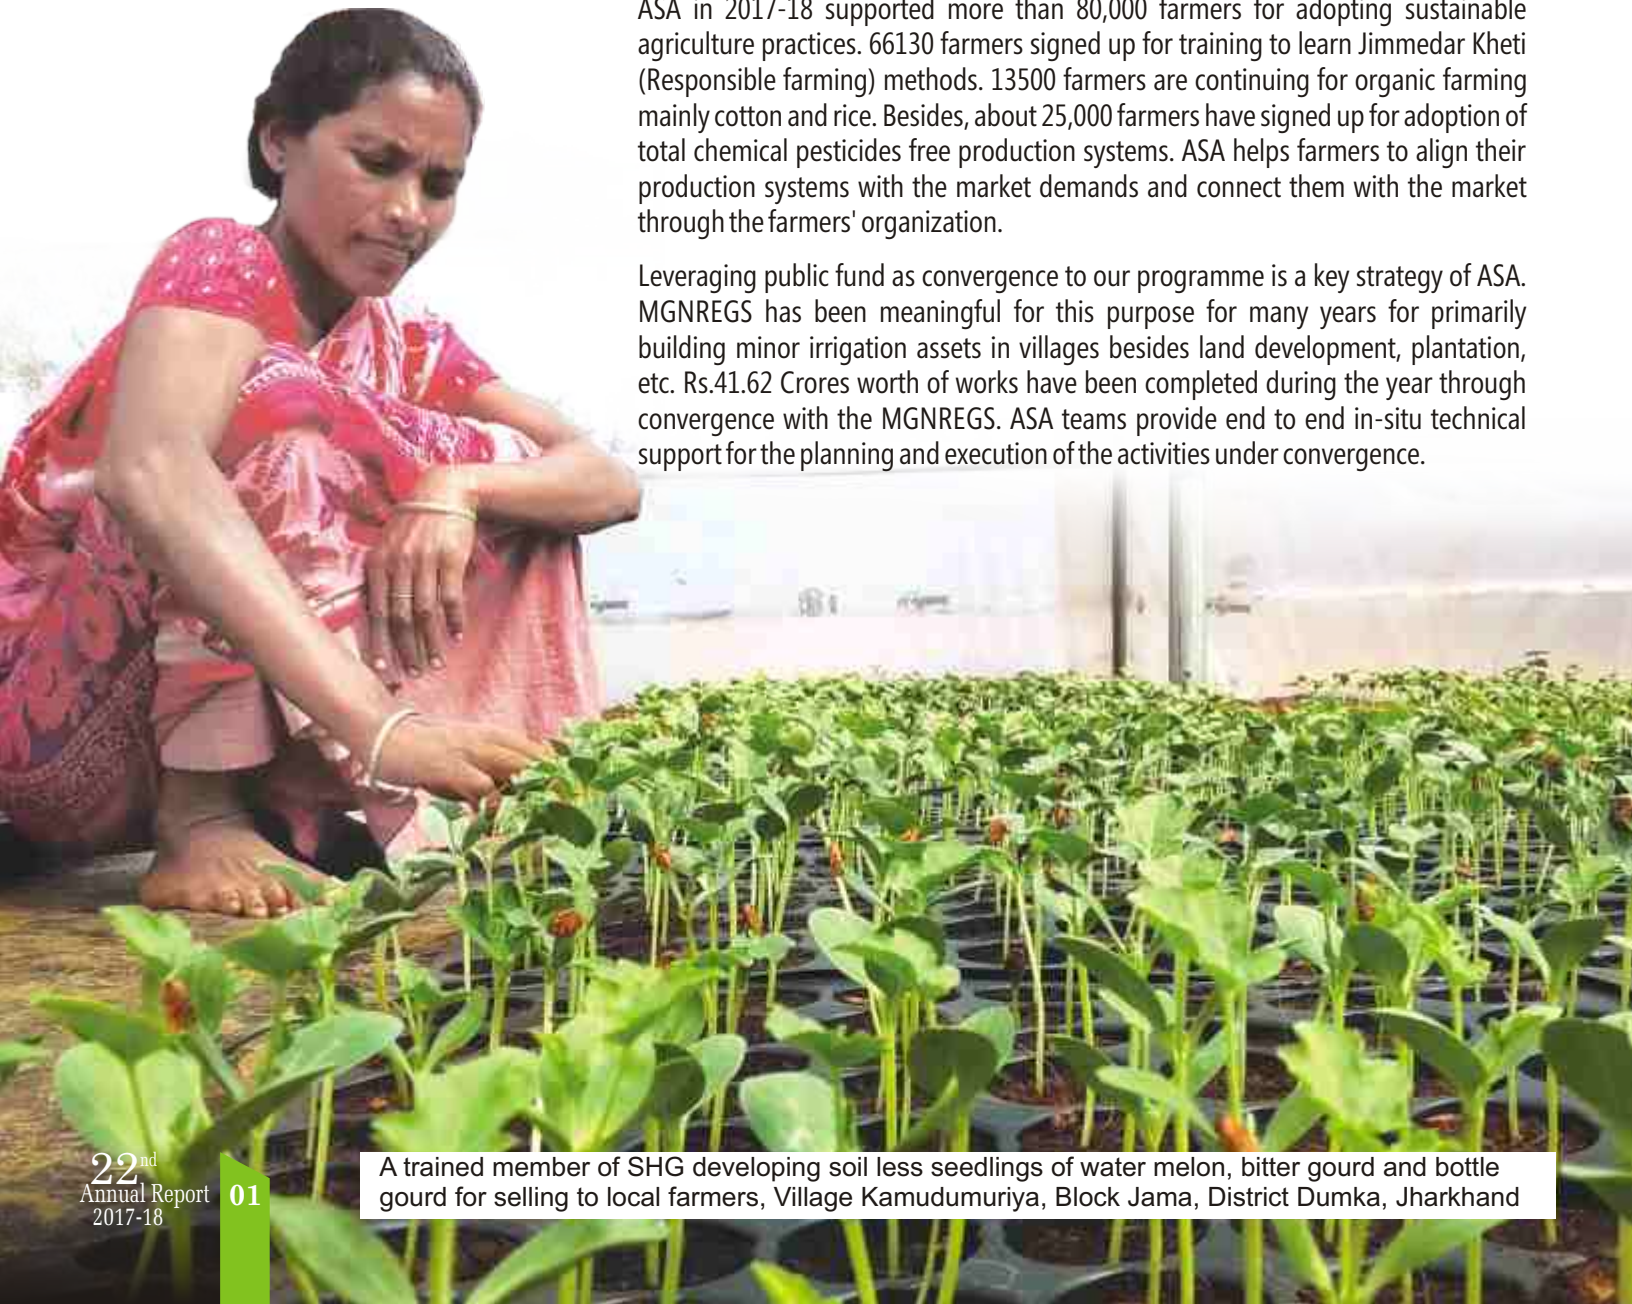 ASA in 2017-18 supported more than 80,000 farmers for adopting sustainable
agriculture practices. 66130 farmers signed up for training to learn Jimmedar Kheti
(Responsible farming) methods. 13500 farmers are continuing for organic farming
mainly cotton and rice. Besides, about 25,000 farmers have signed up for adoption of
total chemical pesticides free production systems. ASA helps farmers to align their
production systems with the market demands and connect them with the market
through the farmers' organization.
Leveraging public fund as convergence to our programme is a key strategy of ASA.
MGNREGS has been meaningful for this purpose for many years for primarily
building minor irrigation assets in villages besides land development, plantation,
etc. Rs.41.62 Crores worth of works have been completed during the year through
convergence with the MGNREGS. ASA teams provide end to end in-situ technical
support for the planning and execution of the activities under convergence.
A trained member of SHG developing soil less seedlings of water melon, bitter gourd and bottle
gourd for selling to local farmers, Village Kamudumuriya, Block Jama, District Dumka, Jharkhand
22nd
Annual Report
2017-18
01